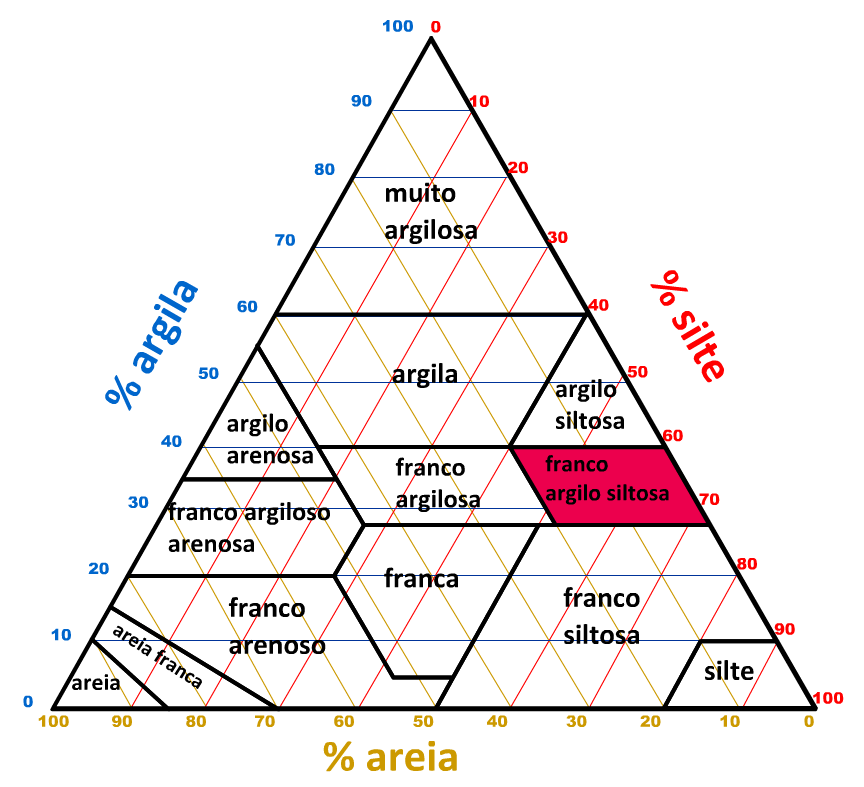 100 0
90 10
80 20
muito
argilosa
70 30
% argila
% silte
60 40
argila
50 50
argilo
siltosa
argilo
arenosa
40 60
franco
argilosa
franco
argilo siltosa
30 70
franco argiloso
arenosa
20 80
franca
franco
arenoso
franco
siltosa
10 90
areia franca
areia
silte
0 100
100 90 80 70 60 50 40 30 20 10 0
% areia